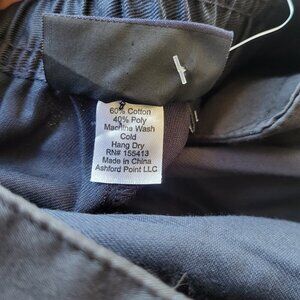 60% Cotton
40% Poly
Machine Wash
Cold
Hang Dry
RN# 155413
Made in China
Ashford Point LLC